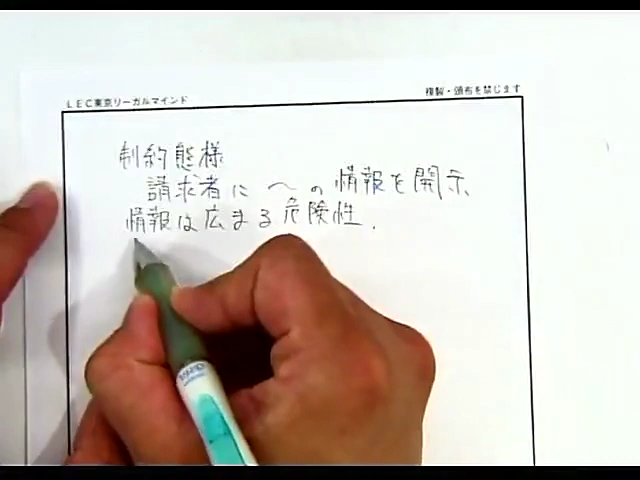 LEC東京リーガルマインド
複製・頒布を禁じます
制約態様
請求者に 〜の情報を開示、
情報は広まる危険性.